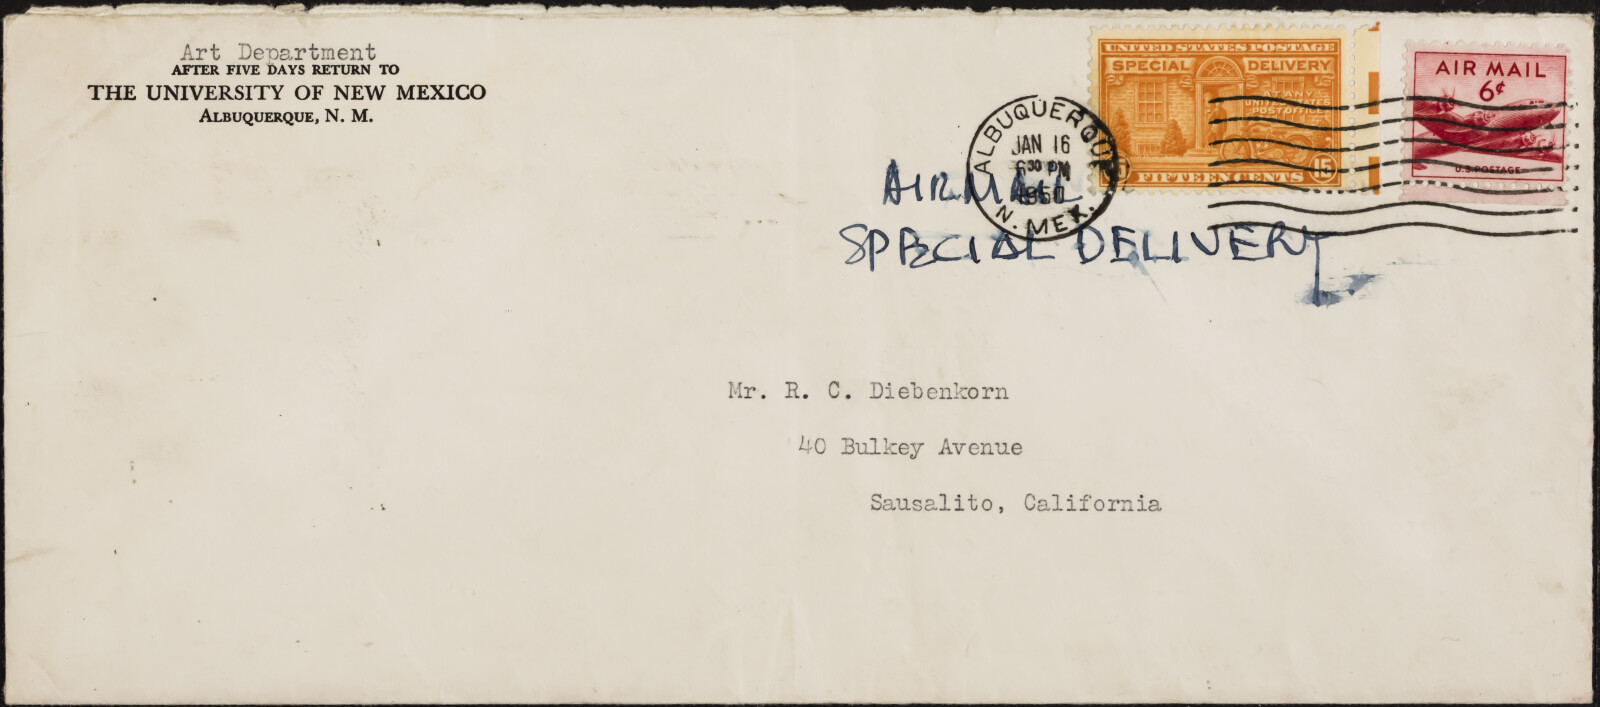 Art Department
AFTER FIVE DAYS RETURN TO
THE UNIVERSITY OF NEW MEXICO
ALBUQUERQUE, N. M.
UNITED STATES POSTAGE
SPECIAL DELIVERY
AT ANY
UNITED STATES
POST OFFICE
FIFTEEN CENTS 15
AIR MAIL
6¢
U.S. POSTAGE
ALBUQUERQUE
JAN 16
6 30 PM
1950
N. MEX.
AIRMAIL
SPECIAL DELIVERY
Mr. R. C. Diebenkorn
40 Bulkey Avenue
Sausalito, California